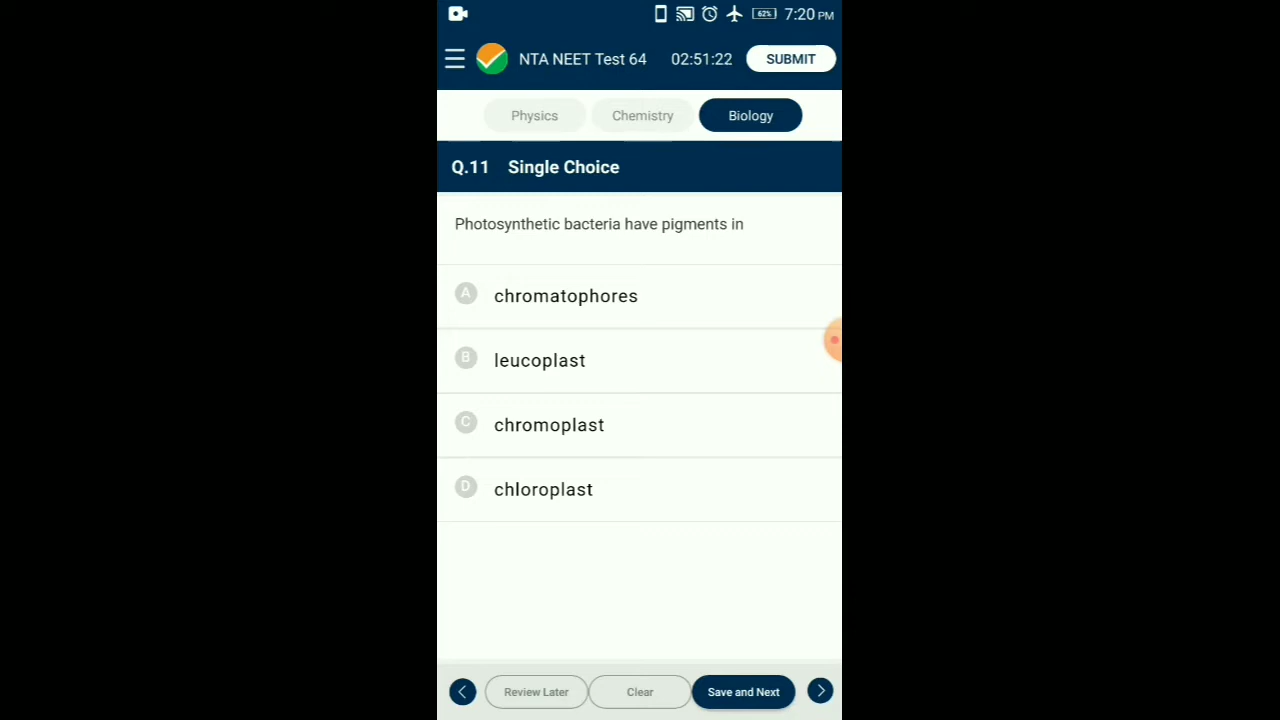 62% 7:20 PM
NTA NEET Test 64 02:51:22 SUBMIT
Physics Chemistry Biology
Q.11 Single Choice
Photosynthetic bacteria have pigments in
A chromatophores
B leucoplast
C chromoplast
D chloroplast
Review Later Clear Save and Next